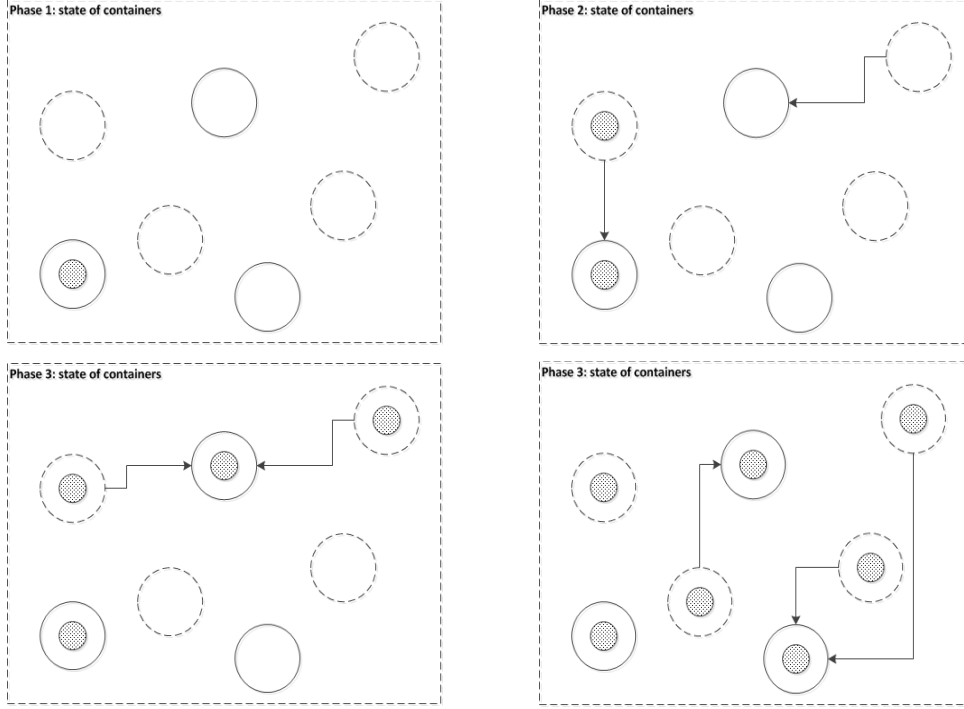 Phase 1: state of containers
Phase 2: state of containers
Phase 3: state of containers
Phase 3: state of containers